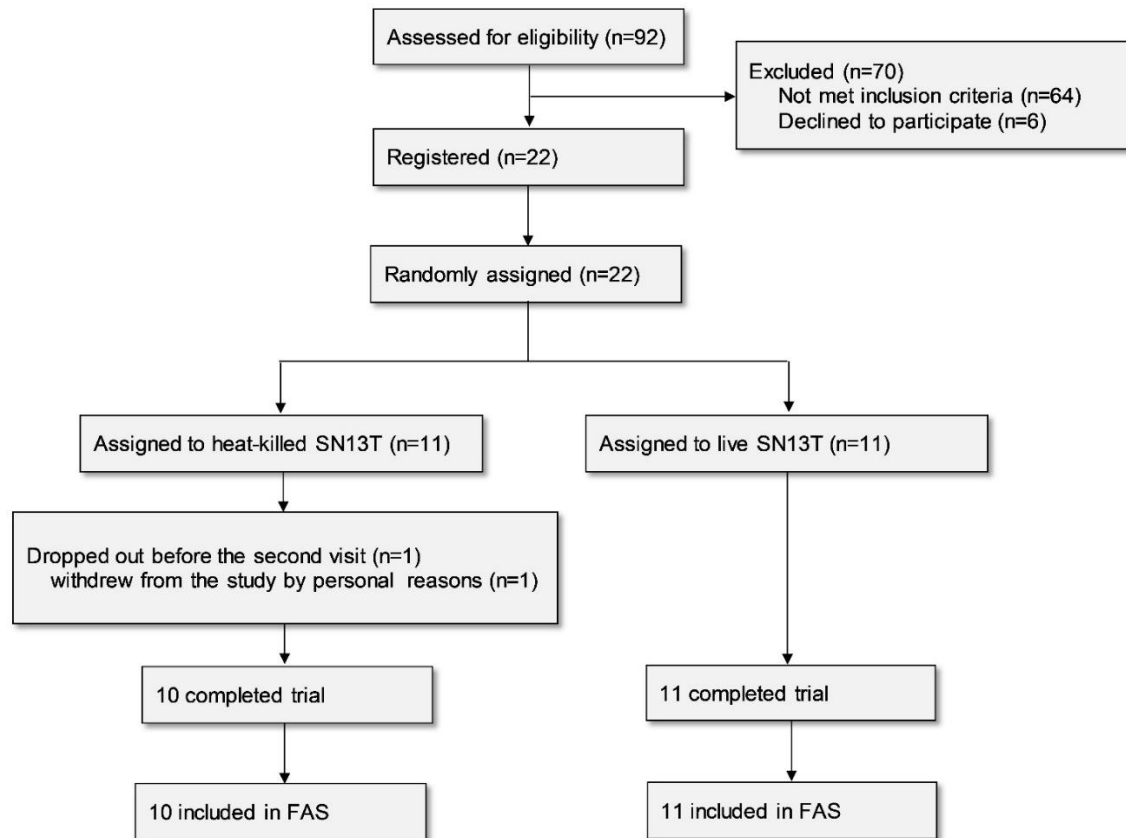 Assessed for eligibility (n=92)
Excluded (n=70)
Not met inclusion criteria (n=64)
Declined to participate (n=6)
Registered (n=22)
Randomly assigned (n=22)
Assigned to heat-killed SN13T (n=11)
Assigned to live SN13T (n=11)
Dropped out before the second visit (n=1)
withdrew from the study by personal reasons (n=1)
10 completed trial
11 completed trial
10 included in FAS
11 included in FAS